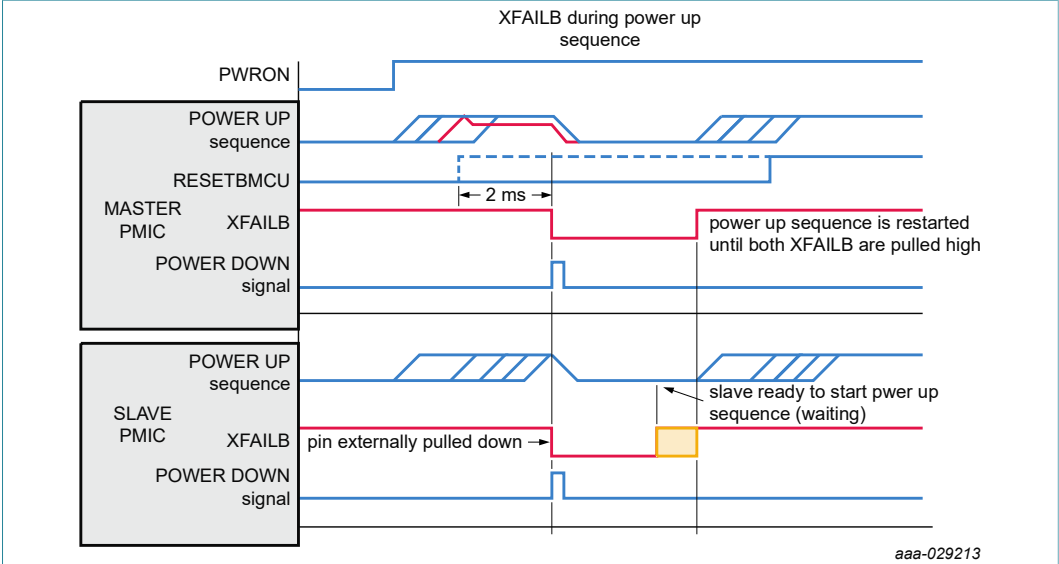 XFAILB during power up
sequence
PWRON
POWER UP
sequence
RESETBMCU
2 ms
MASTER
PMIC
XFAILB
power up sequence is restarted
until both XFAILB are pulled high
POWER DOWN
signal
POWER UP
sequence
slave ready to start pwer up
sequence (waiting)
SLAVE
PMIC
XFAILB
pin externally pulled down
POWER DOWN
signal
aaa-029213